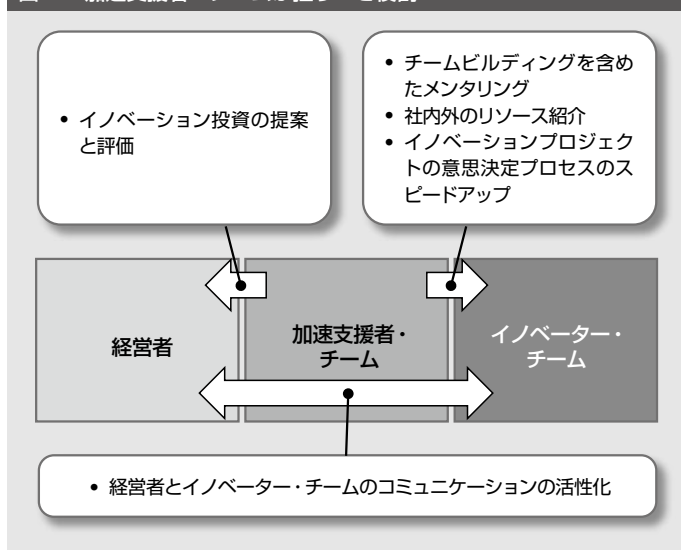 • イノベーション投資の提案
と評価
• チームビルディングを含め
たメンタリング
• 社内外のリソース紹介
• イノベーションプロジェク
トの意思決定プロセスのス
ピードアップ
経営者
加速支援者・
チーム
イノベーター・
チーム
• 経営者とイノベーター・チームのコミュニケーションの活性化